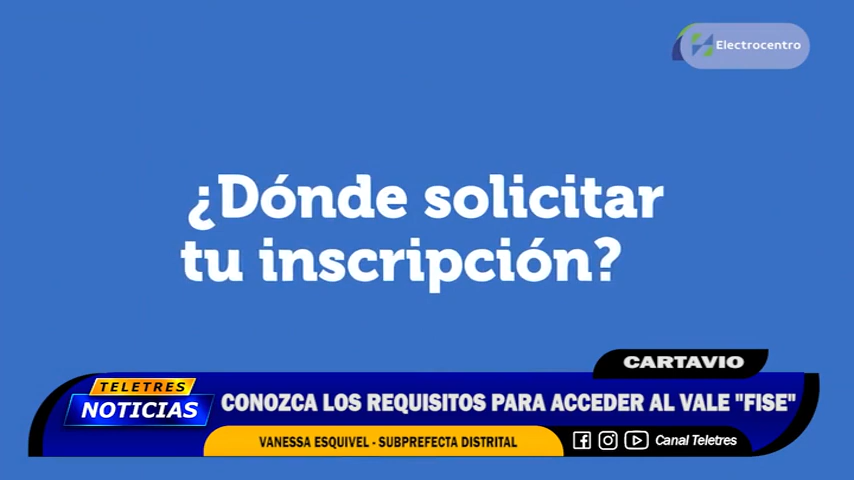 Electrocentro
¿Dónde solicitar
tu inscripción?
CARTAVIO
TELETRES
NOTICIAS
CONOZCA LOS REQUISITOS PARA ACCEDER AL VALE "FISE"
VANESSA ESQUIVEL - SUBPREFECTA DISTRITAL
Canal Teletres